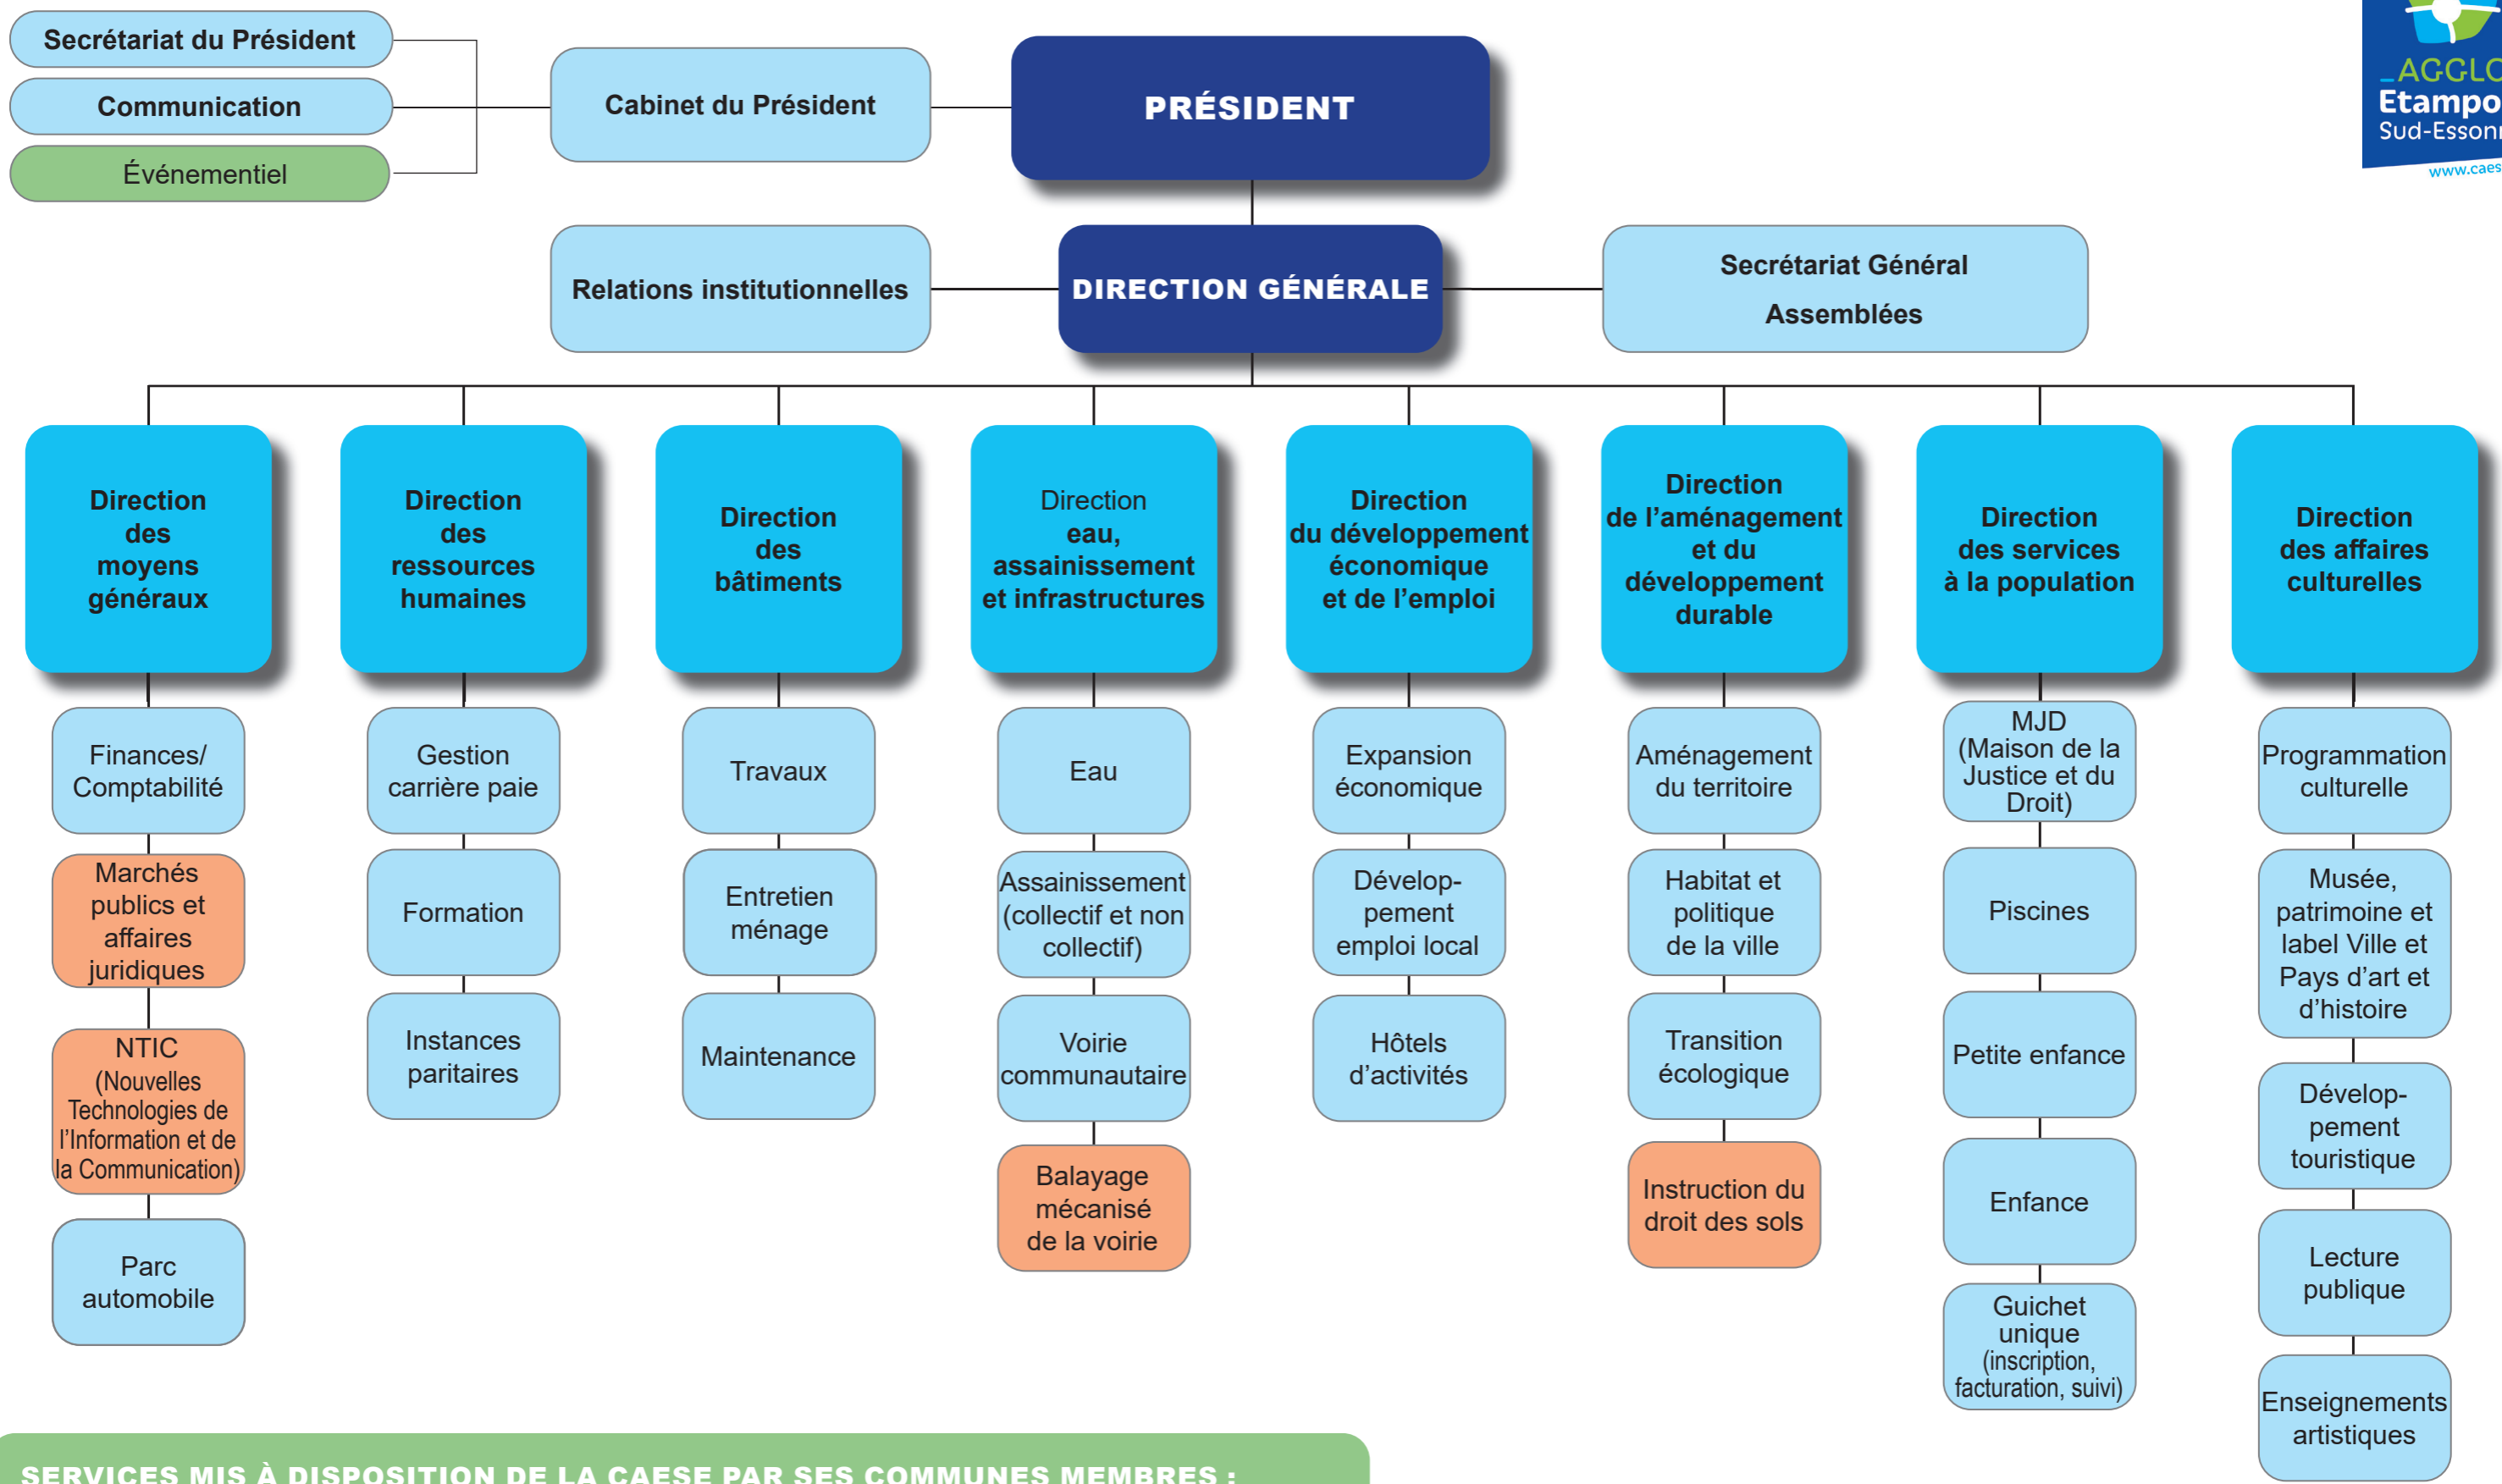 Secrétariat du Président
Communication
Événementiel
Cabinet du Président
PRÉSIDENT
_AGGLO
Sud-Essonn
www.caes
Relations institutionnelles
DIRECTION GÉNÉRALE
Secrétariat Général
Assemblées
Direction
des
moyens
généraux
Direction
des
ressources
humaines
Direction
des
bâtiments
Direction
eau,
assainissement
et infrastructures
Direction
du développement
économique
et de l’emploi
Direction
de l’aménagement
et du
développement
durable
Direction
des services
à la population
Direction
des affaires
culturelles
Finances/
Comptabilité
Marchés
publics et
affaires
juridiques
NTIC
(Nouvelles
Technologies de
l’Information et de
la Communication)
Parc
automobile
Gestion
carrière paie
Formation
Instances
paritaires
Travaux
Entretien
ménage
Maintenance
Eau
Assainissement
(collectif et non
collectif)
Voirie
communautaire
Balayage
mécanisé
de la voirie
Expansion
économique
Dévelop-
pement
emploi local
Hôtels
d’activités
Aménagement
du territoire
Habitat et
politique
de la ville
Transition
écologique
Instruction du
droit des sols
MJD
(Maison de la
Justice et du
Droit)
Piscines
Petite enfance
Enfance
Guichet
unique
(inscription,
facturation, suivi)
Programmation
culturelle
Musée,
patrimoine et
label Ville et
Pays d’art et
d’histoire
Dévelop-
pement
touristique
Lecture
publique
Enseignements
artistiques
SERVICES MIS À DISPOSITION DE LA CAESE PAR SES COMMUNES MEMBRES :